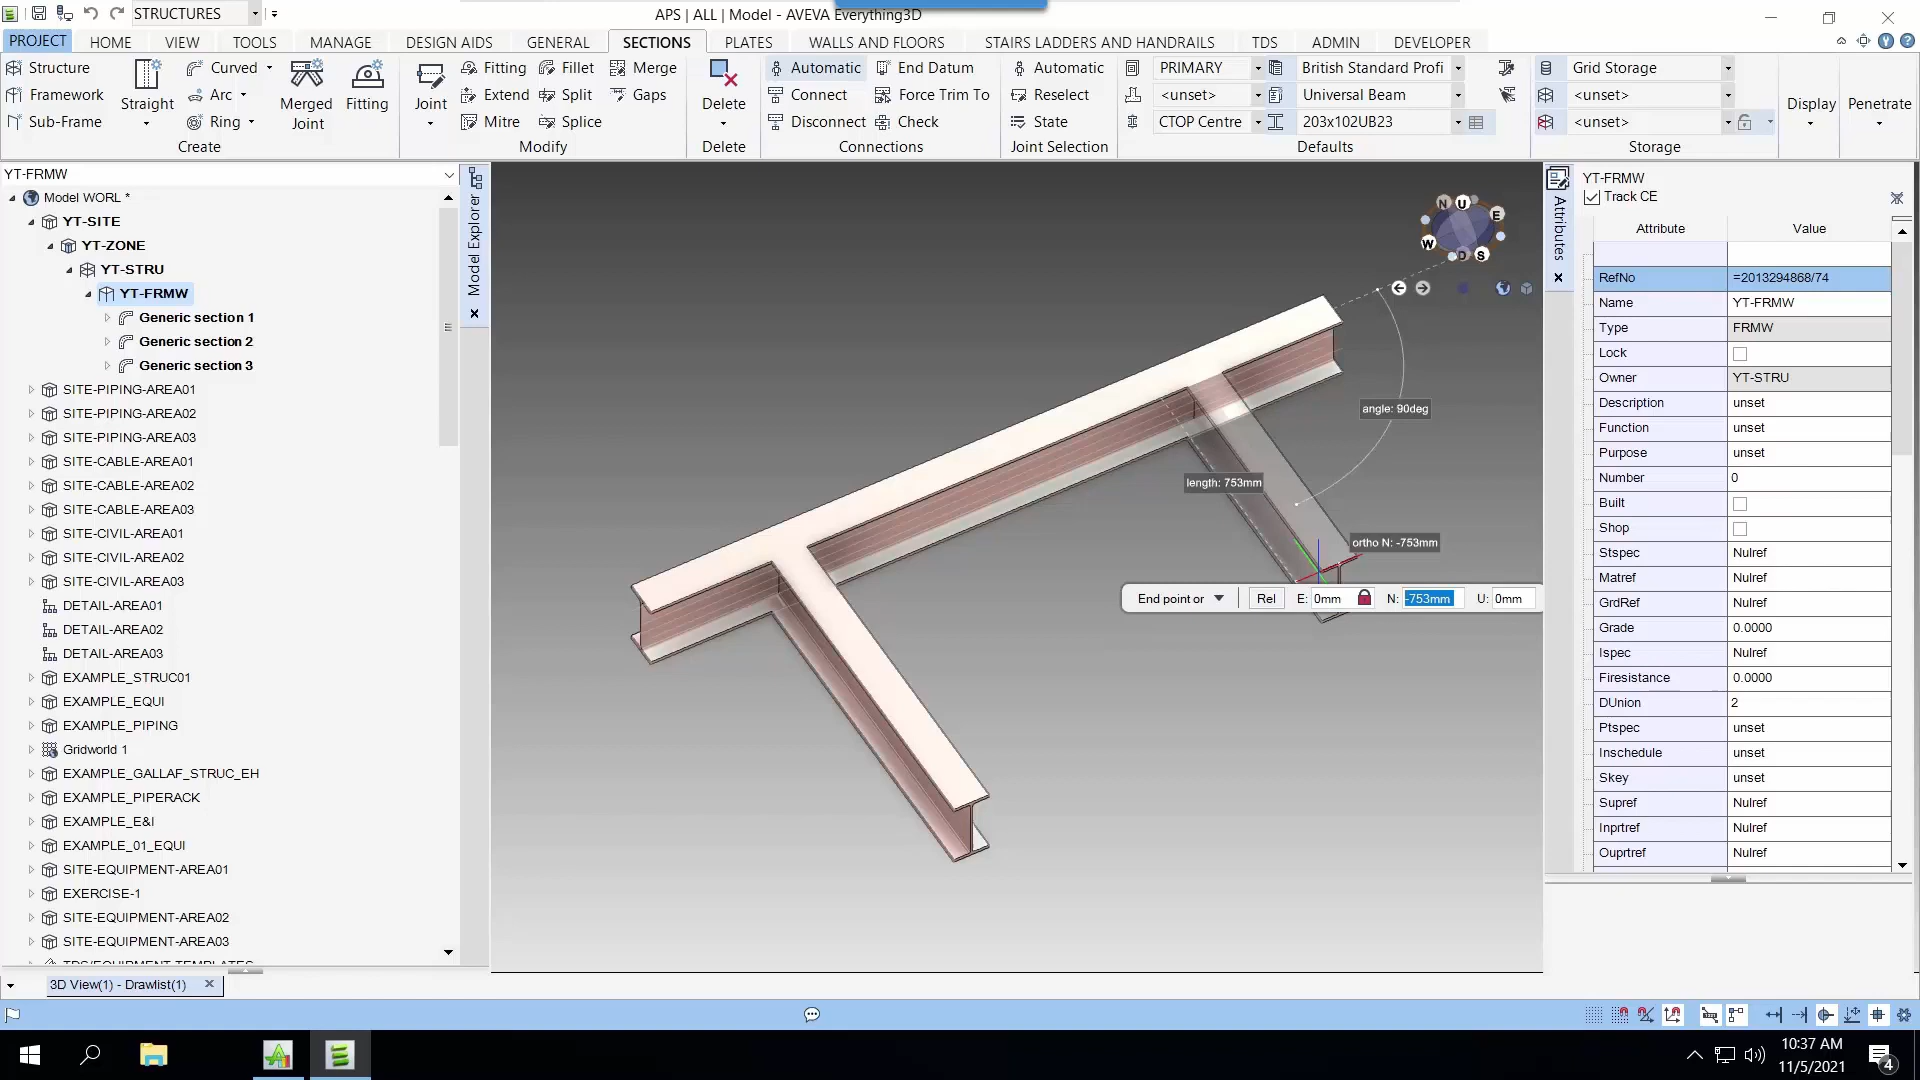 STRUCTURES
APS | ALL | Model - AVEVA Everything3D
PROJECT HOME VIEW TOOLS MANAGE DESIGN AIDS GENERAL SECTIONS PLATES WALLS AND FLOORS STAIRS LADDERS AND HANDRAILS TDS ADMIN DEVELOPER
Structure
Framework
Sub-Frame
Straight
Curved
Arc
Ring
Merged
Joint
Fitting
Create
Joint
Fitting
Extend
Mitre
Fillet
Split
Splice
Merge
Gaps
Modify
Delete
Delete
Automatic
Connect
Disconnect
End Datum
Force Trim To
Check
Connections
Automatic
Reselect
State
Joint Selection
PRIMARY
<unset>
CTOP Centre
British Standard Profi
Universal Beam
203x102UB23
Defaults
Grid Storage
<unset>
<unset>
Storage
Display
Penetrate
YT-FRMW
Model WORL *
YT-SITE
YT-ZONE
YT-STRU
YT-FRMW
Generic section 1
Generic section 2
Generic section 3
SITE-PIPING-AREA01
SITE-PIPING-AREA02
SITE-PIPING-AREA03
SITE-CABLE-AREA01
SITE-CABLE-AREA02
SITE-CABLE-AREA03
SITE-CIVIL-AREA01
SITE-CIVIL-AREA02
SITE-CIVIL-AREA03
DETAIL-AREA01
DETAIL-AREA02
DETAIL-AREA03
EXAMPLE_STRUC01
EXAMPLE_EQUI
EXAMPLE_PIPING
Gridworld 1
EXAMPLE_GALLAF_STRUC_EH
EXAMPLE_PIPERACK
EXAMPLE_E&I
EXAMPLE_01_EQUI
SITE-EQUIPMENT-AREA01
EXERCISE-1
SITE-EQUIPMENT-AREA02
SITE-EQUIPMENT-AREA03
Model Explorer
N U E W D S
angle: 90deg
length: 753mm
ortho N: -753mm
End point or Rel E: 0mm N: -753mm U: 0mm
Attributes
YT-FRMW
Track CE
Attribute Value
RefNo =2013294868/74
Name YT-FRMW
Type FRMW
Lock
Owner YT-STRU
Description unset
Function unset
Purpose unset
Number 0
Built
Shop
Stspec Nulref
Matref Nulref
GrdRef Nulref
Grade 0.0000
Ispec Nulref
Firesistance 0.0000
DUnion 2
Ptspec unset
Inschedule unset
Skey unset
Supref Nulref
Inprtref Nulref
Ouprtref Nulref
3D View(1) - Drawlist(1)
10:37 AM
11/5/2021
4